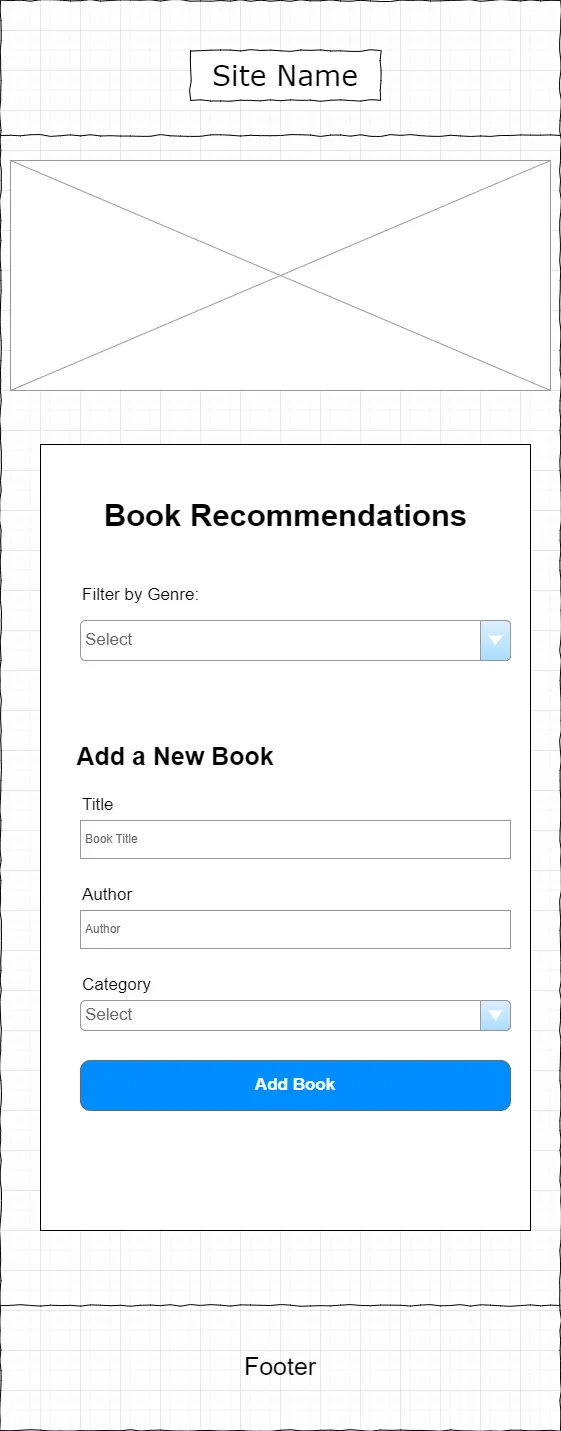 Site Name
Book Recommendations
Filter by Genre:
Select
Add a New Book
Title
Book Title
Author
Author
Category
Select
Add Book
Footer